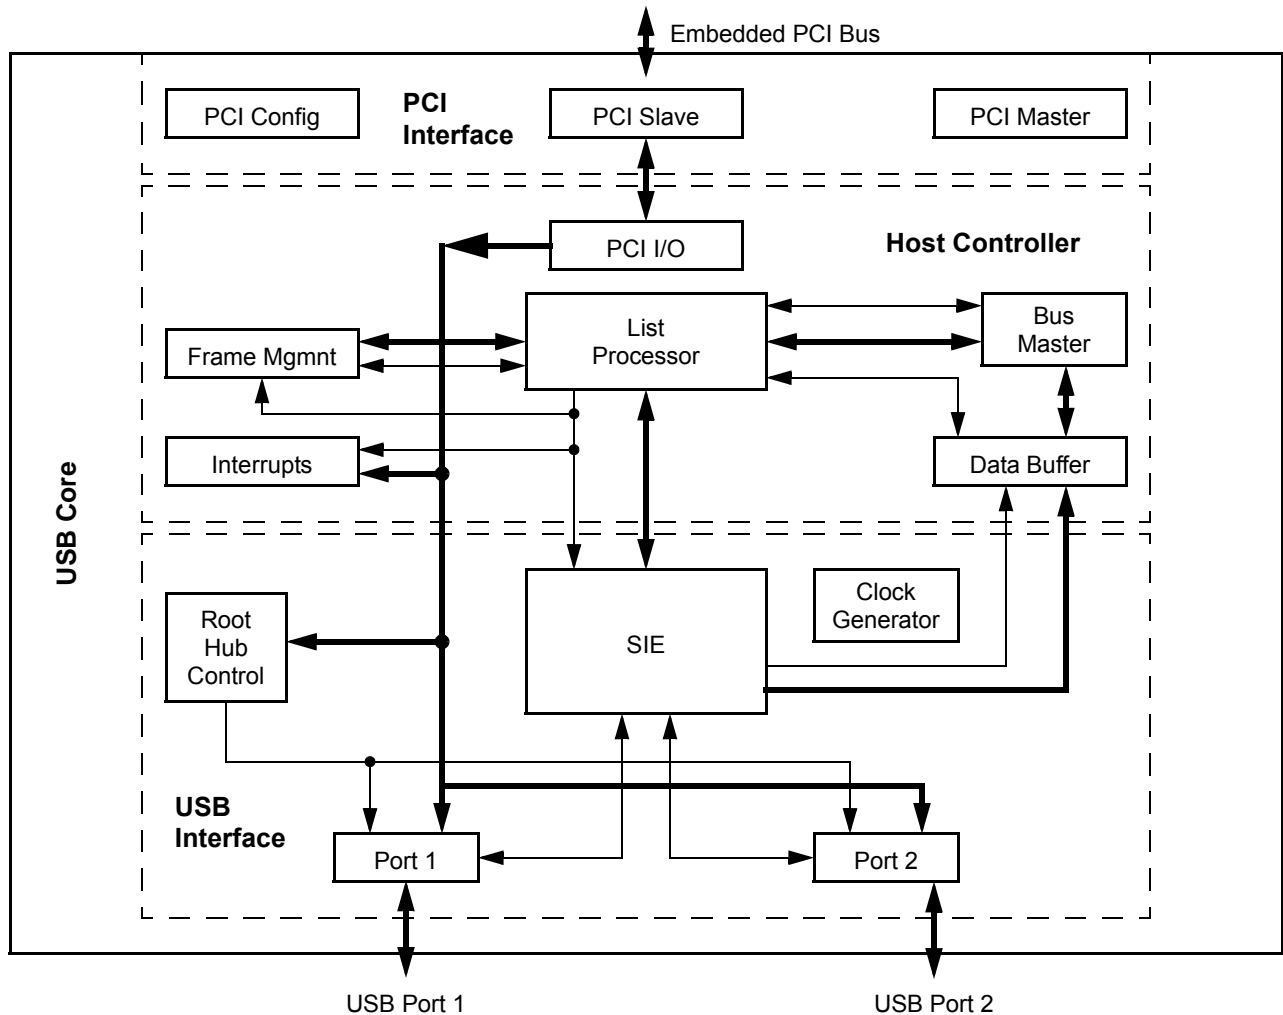 Embedded PCI Bus
PCI Config
PCI
Interface
PCI Slave
PCI Master
PCI I/O
Host Controller
List
Processor
Bus
Master
Frame Mgmnt
Interrupts
Data Buffer
USB Core
Root
Hub
Control
SIE
Clock
Generator
USB
Interface
Port 1
Port 2
USB Port 1
USB Port 2